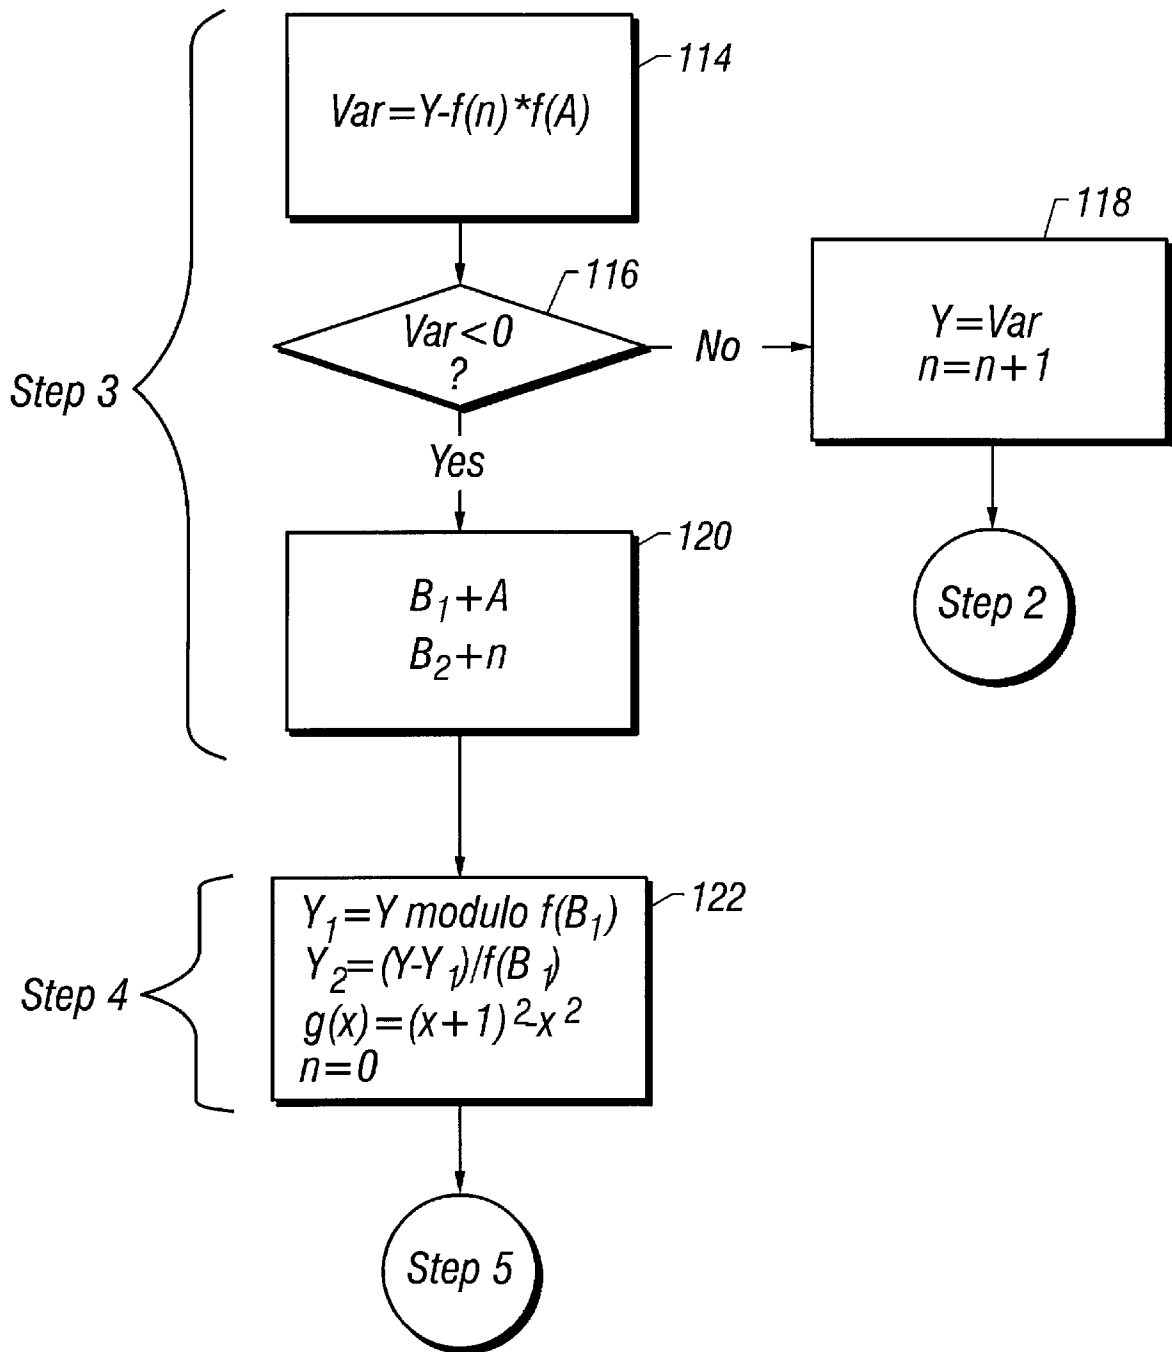 114
Var=Y-f(n)*f(A)
118
116
Var<0
?
No
Y=Var
n=n+1
Step 3
Yes
120
B1+A
B2+n
Step 2
122
Y1=Y modulo f(B1)
Y2=(Y-Y1)/f(B1)
g(x)=(x+1)2-x2
n=0
Step 4
Step 5